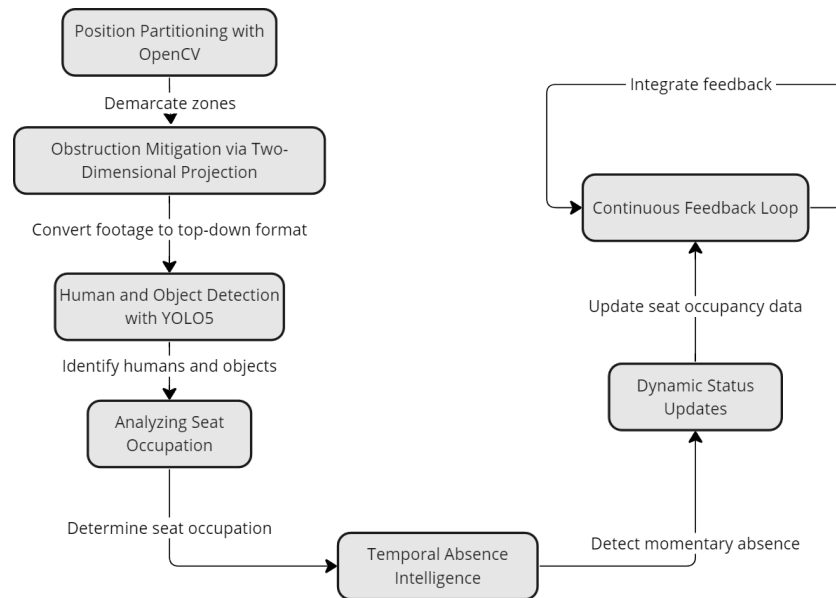 Position Partitioning with
OpenCV
Demarcate zones
Obstruction Mitigation via Two-
Dimensional Projection
Convert footage to top-down format
Human and Object Detection
with YOLO5
Identify humans and objects
Analyzing Seat
Occupation
Determine seat occupation
Temporal Absence
Intelligence
Detect momentary absence
Dynamic Status
Updates
Update seat occupancy data
Continuous Feedback Loop
Integrate feedback